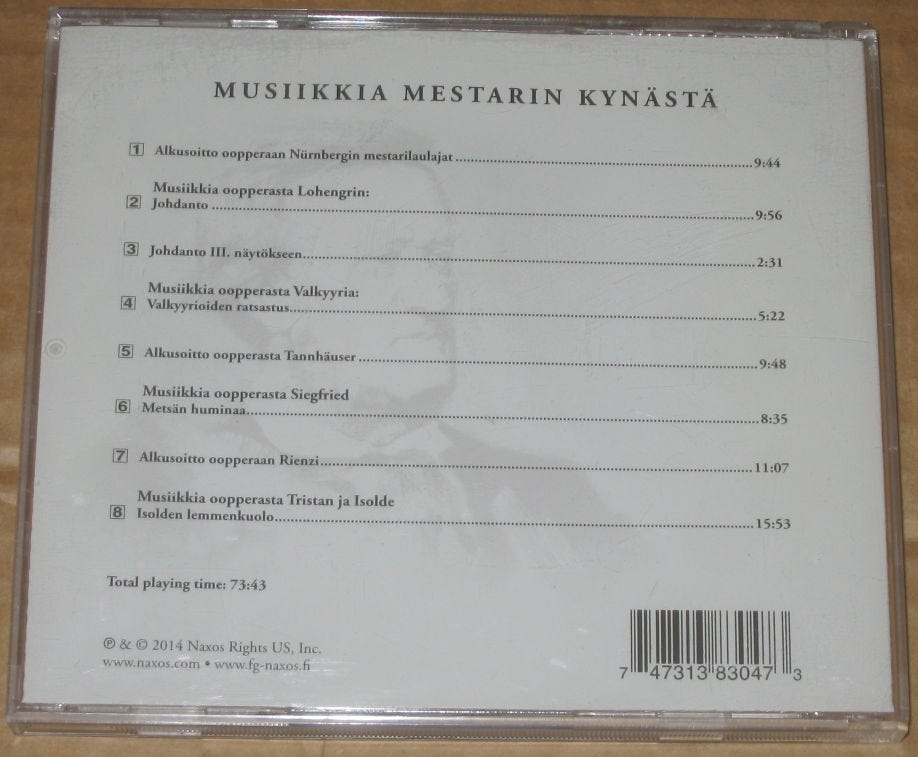 MUSIIKKIA MESTARIN KYNÄSTÄ
1 Alkusoitto oopperaan Nürnbergin mestarilaulajat 9:44
Musiikkia oopperasta Lohengrin:
2 Johdanto 9:56
3 Johdanto III. näytökseen 2:31
Musiikkia oopperasta Valkyyria:
4 Valkyyrioiden ratsastus 5:22
5 Alkusoitto oopperasta Tannhäuser 9:48
Musiikkia oopperasta Siegfried
6 Metsän huminaa 8:35
7 Alkusoitto oopperaan Rienzi 11:07
Musiikkia oopperasta Tristan ja Isolde
8 Isolden lemmenkuolo 15:53
Total playing time: 73:43
℗ & © 2014 Naxos Rights US, Inc.
www.naxos.com • www.fg-naxos.fi
7 47313 83047 3